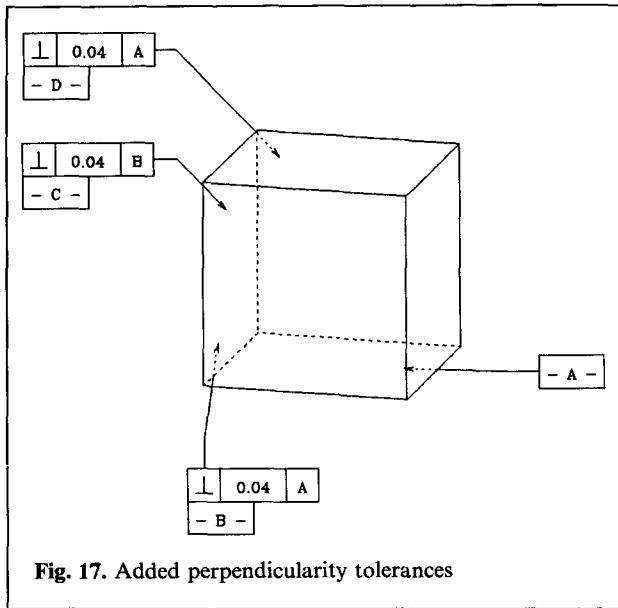 ⊥ 0.04 A
- D -
⊥ 0.04 B
- C -
- A -
⊥ 0.04 A
- B -
Fig. 17. Added perpendicularity tolerances